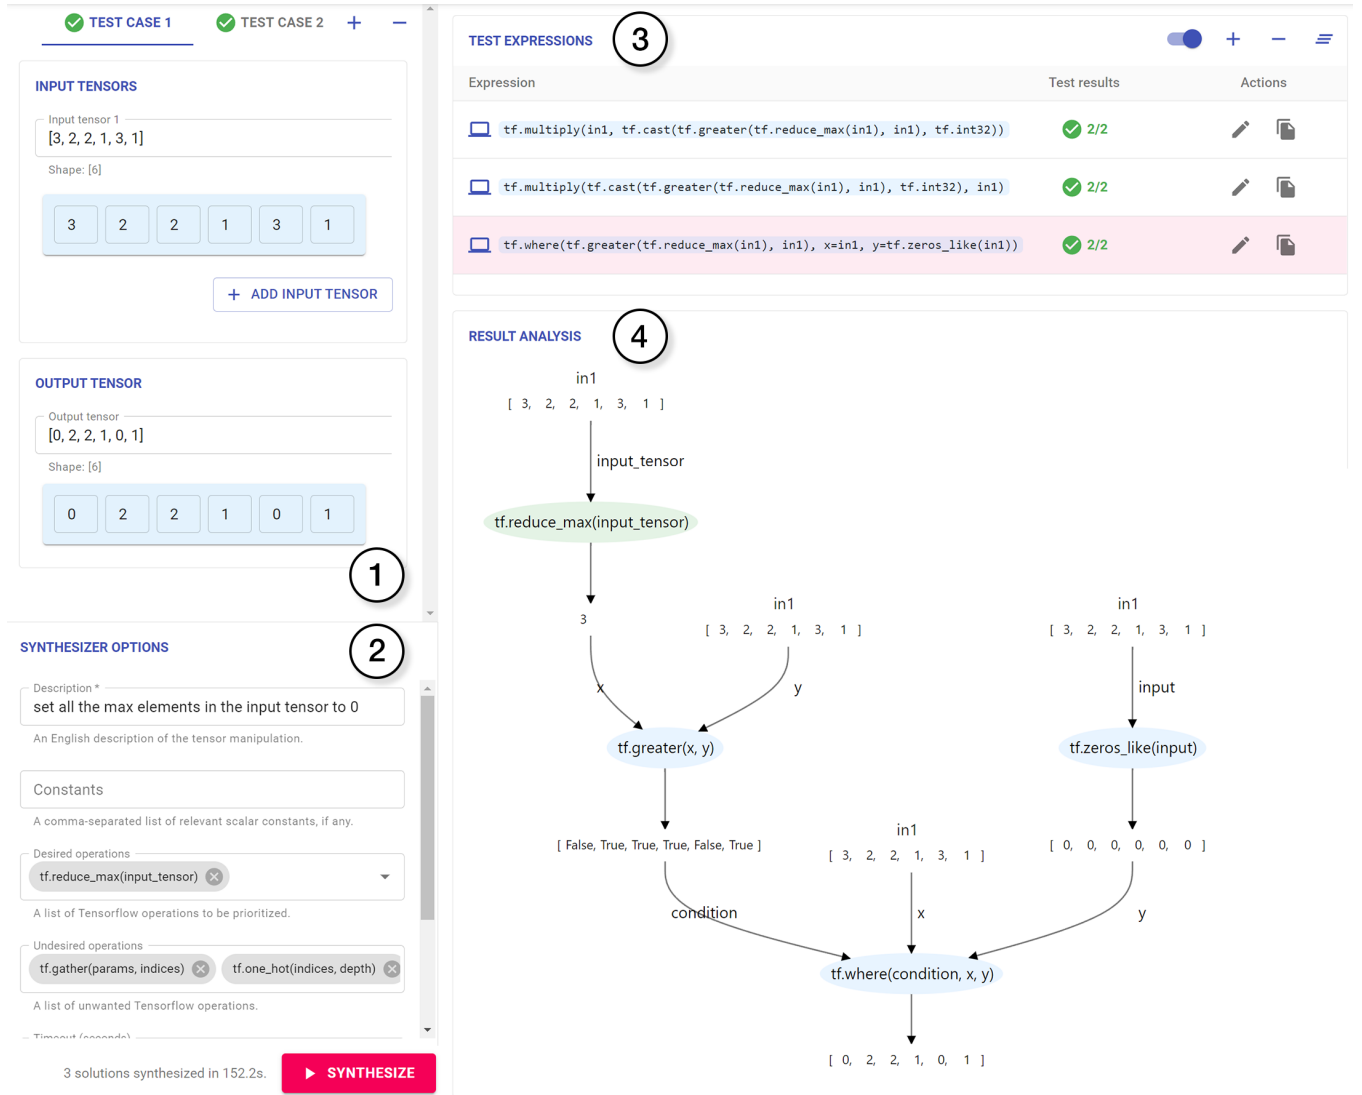 TEST CASE 1
TEST CASE 2
INPUT TENSORS
Input tensor 1
[3, 2, 2, 1, 3, 1]
Shape: [6]
3 2 2 1 3 1
ADD INPUT TENSOR
OUTPUT TENSOR
Output tensor
[0, 2, 2, 1, 0, 1]
Shape: [6]
0 2 2 1 0 1
1
SYNTHESIZER OPTIONS
2
Description *
set all the max elements in the input tensor to 0
An English description of the tensor manipulation.
Constants
A comma-separated list of relevant scalar constants, if any.
Desired operations
tf.reduce_max(input_tensor)
A list of Tensorflow operations to be prioritized.
Undesired operations
tf.gather(params, indices) tf.one_hot(indices, depth)
A list of unwanted Tensorflow operations.
Timeout (seconds)
3 solutions synthesized in 152.2s.
SYNTHESIZE
TEST EXPRESSIONS
3
Expression Test results Actions
tf.multiply(in1, tf.cast(tf.greater(tf.reduce_max(in1), in1), tf.int32)) 2/2
tf.multiply(tf.cast(tf.greater(tf.reduce_max(in1), in1), tf.int32), in1) 2/2
tf.where(tf.greater(tf.reduce_max(in1), in1), x=in1, y=tf.zeros_like(in1)) 2/2
RESULT ANALYSIS
4
in1
[ 3, 2, 2, 1, 3, 1 ]
input_tensor
tf.reduce_max(input_tensor)
3
in1
[ 3, 2, 2, 1, 3, 1 ]
in1
[ 3, 2, 2, 1, 3, 1 ]
x
y
input
tf.greater(x, y)
tf.zeros_like(input)
[ False, True, True, True, False, True ]
in1
[ 3, 2, 2, 1, 3, 1 ]
[ 0, 0, 0, 0, 0, 0 ]
condition
x
y
tf.where(condition, x, y)
[ 0, 2, 2, 1, 0, 1 ]